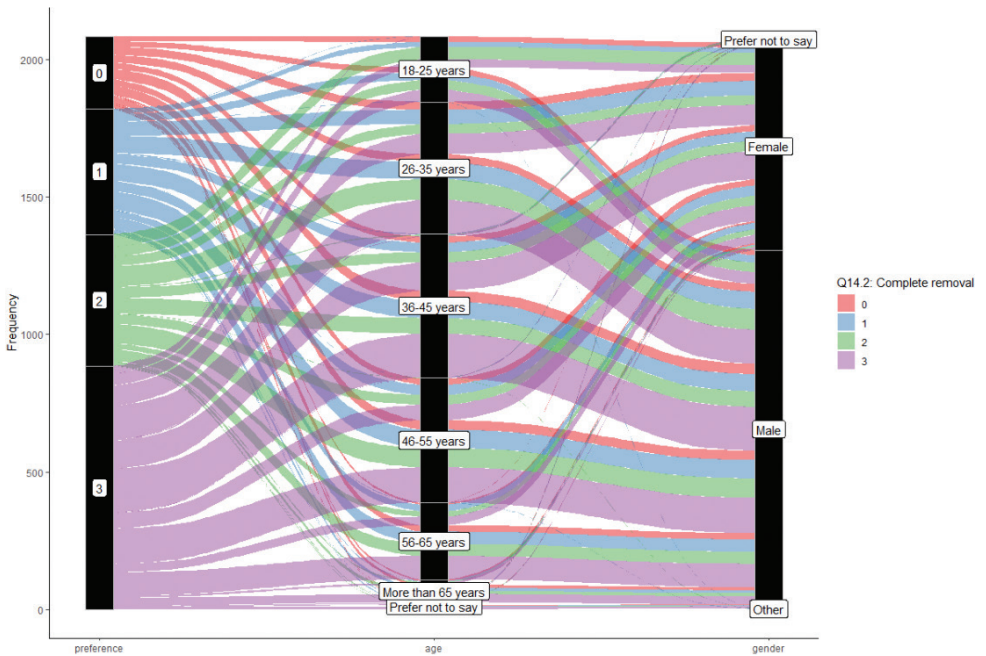 Frequency
2000
1500
1000
500
0
0
1
2
3
18-25 years
26-35 years
36-45 years
46-55 years
56-65 years
More than 65 years
Prefer not to say
Prefer not to say
Female
Male
Other
preference
age
gender
Q14.2: Complete removal
0
1
2
3